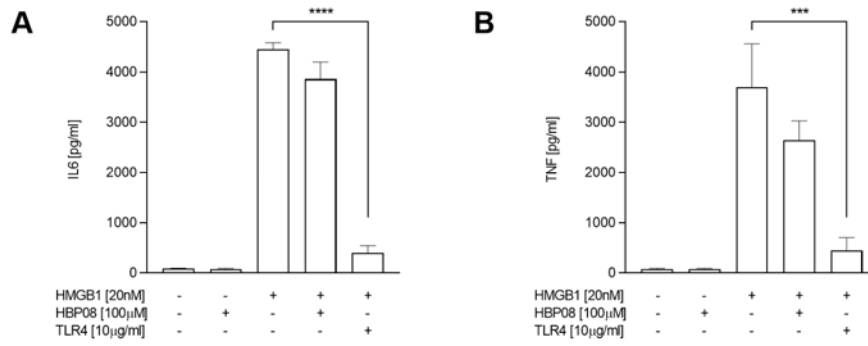 A
B
****
***
5000
4000
3000
2000
1000
0
IL6 [pg/ml]
5000
4000
3000
2000
1000
0
TNF [pg/ml]
HMGB1 [20nM] - - + + +
HBP08 [100μM] - + - + -
TLR4 [10μg/ml] - - - - +
HMGB1 [20nM] - - + + +
HBP08 [100μM] - + - + -
TLR4 [10μg/ml] - - - - +